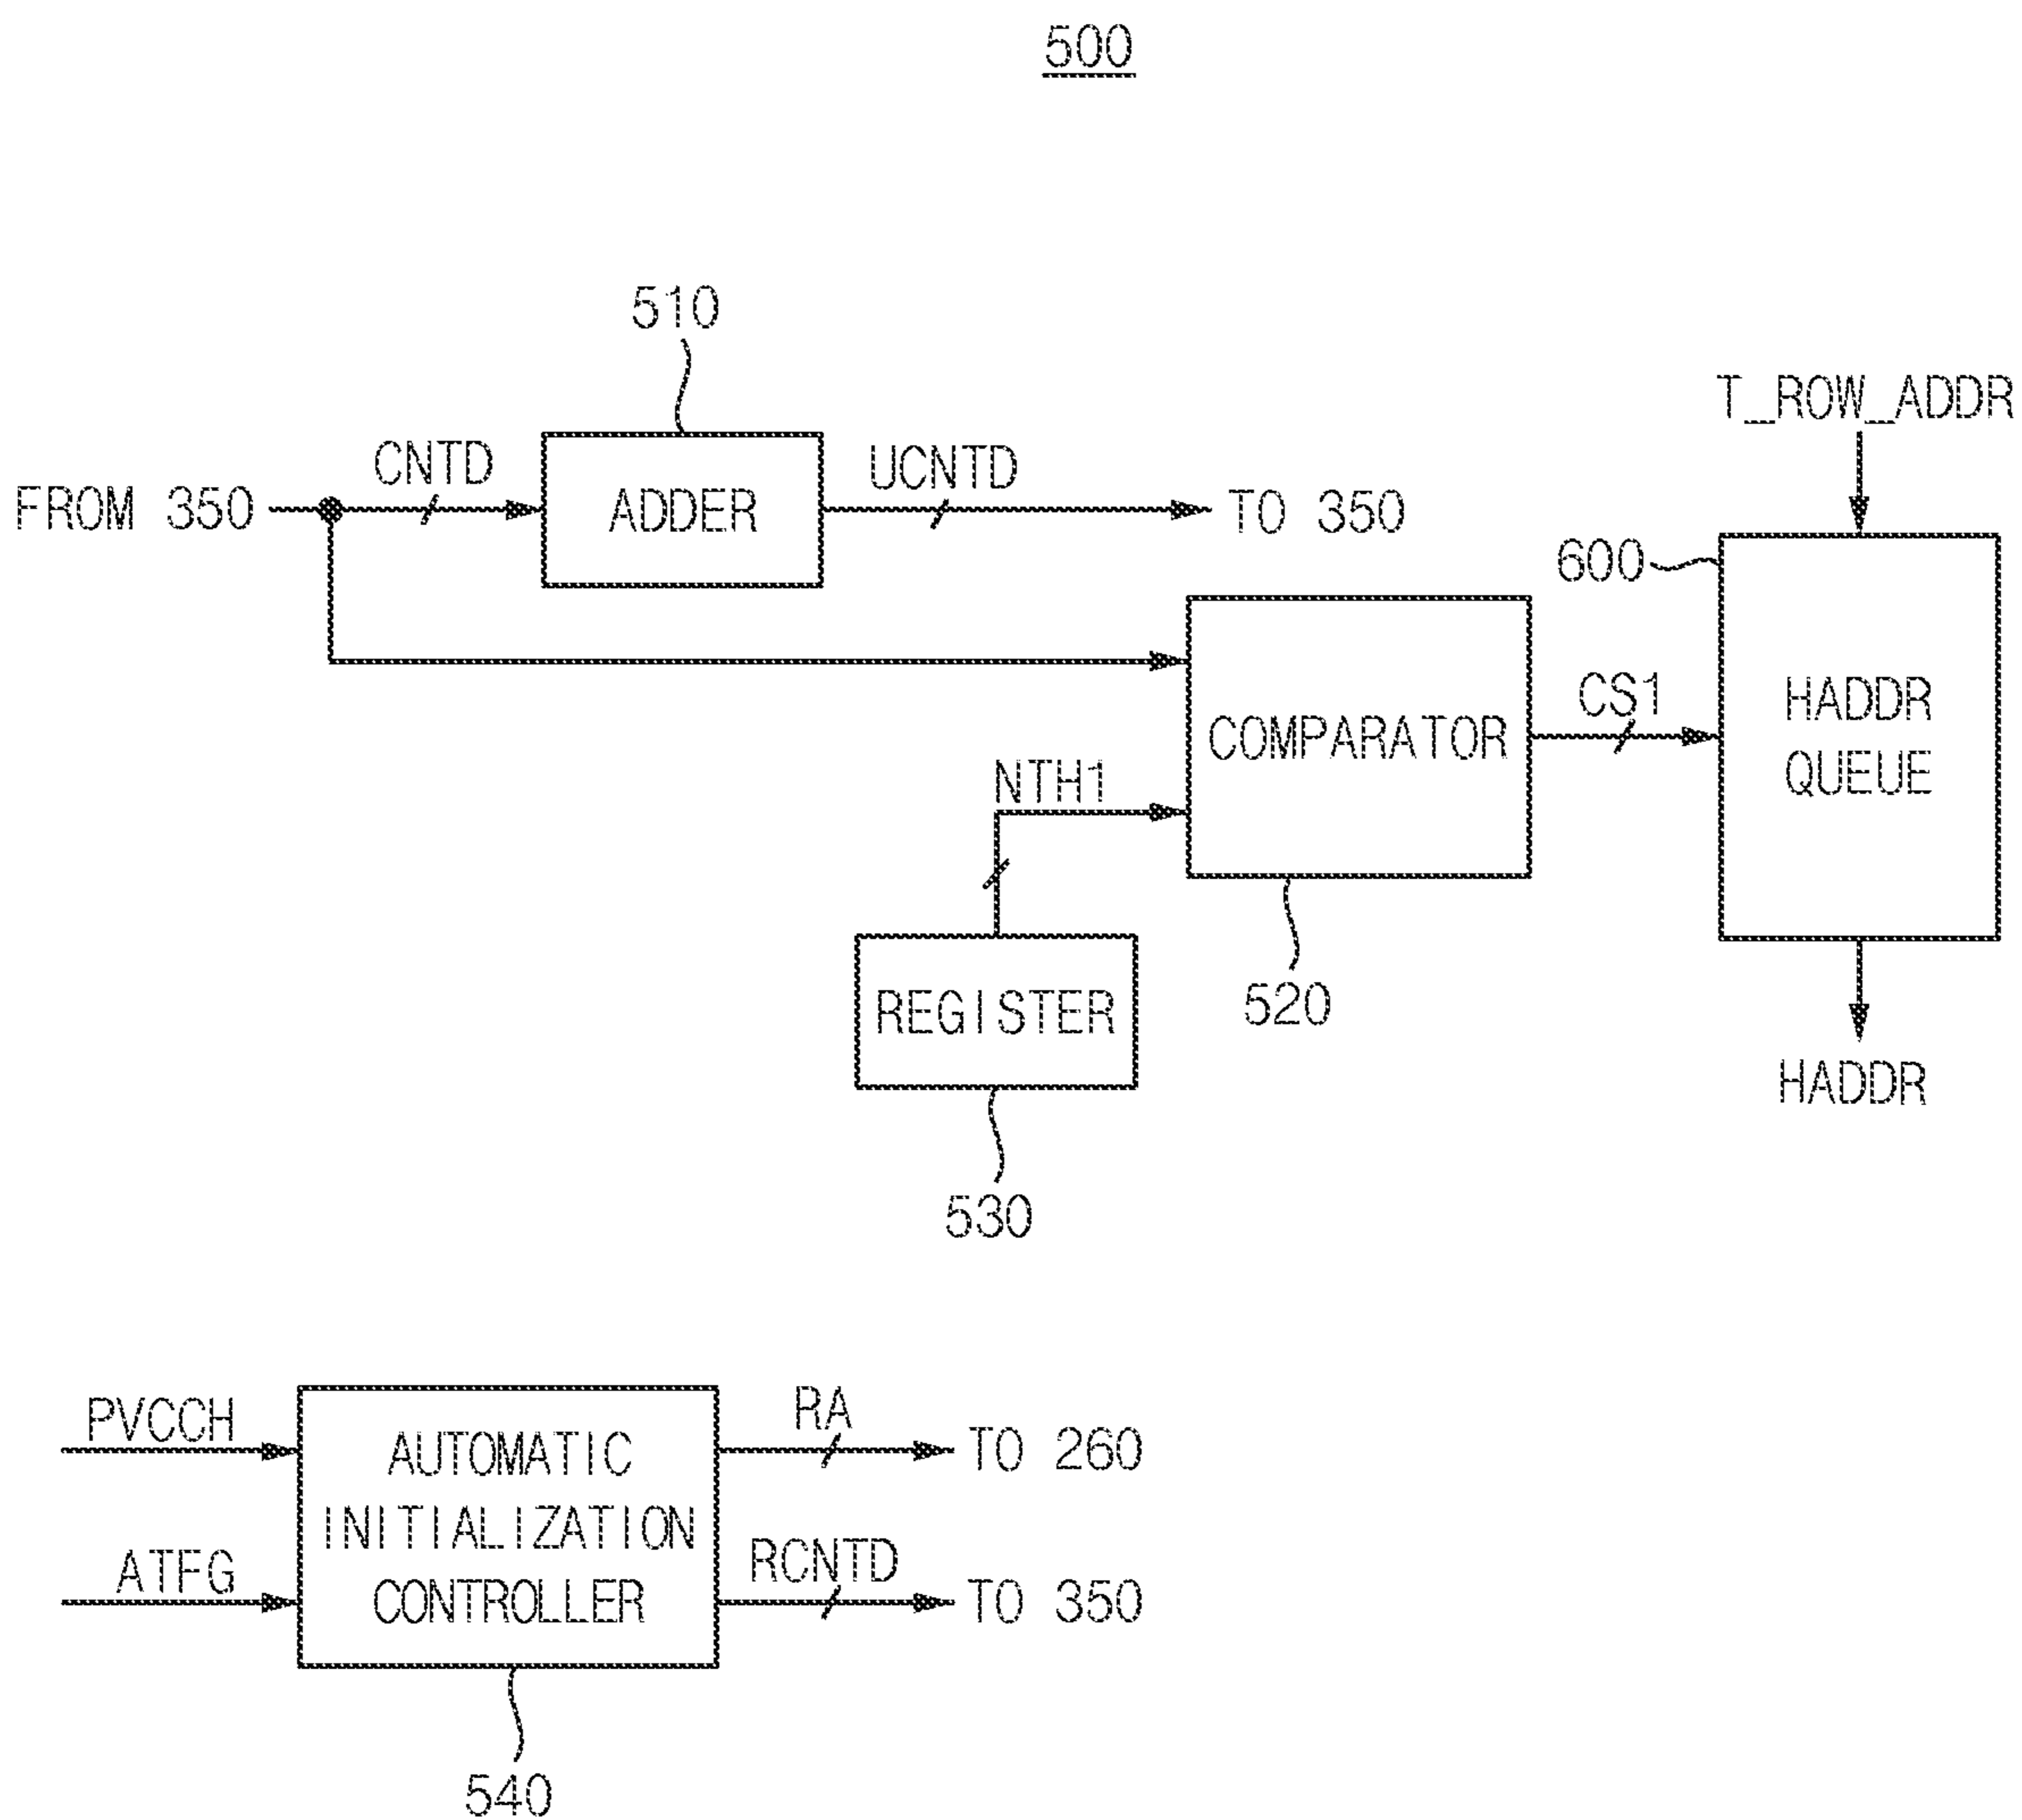 500
510
T_ROW_ADDR
CNTD
UCNTD
FROM 350
ADDER
TO 350
600
CS1
HADDR
QUEUE
COMPARATOR
NTH1
REGISTER
520
HADDR
530
PVCCH
RA
AUTOMATIC
TO 260
INITIALIZATION
ATFG
RCNTD
CONTROLLER
TO 350
540